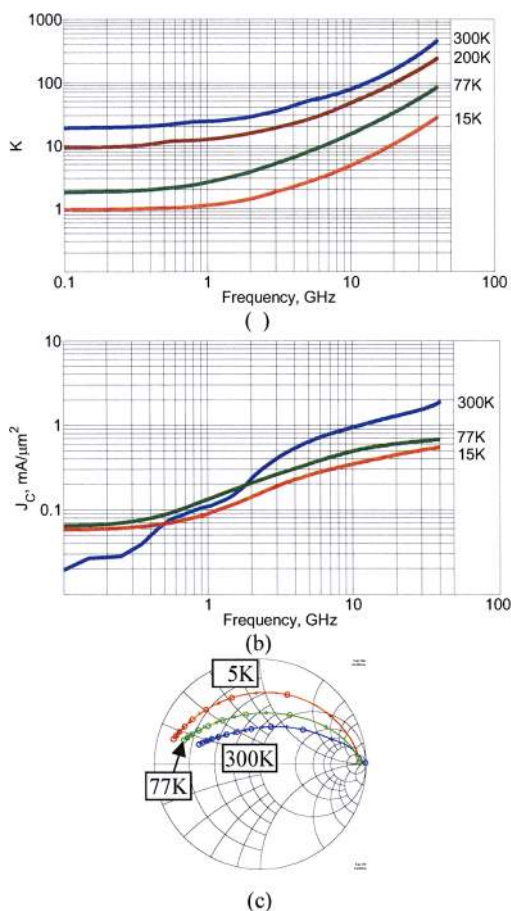 1000
100
10
1
K
300K
200K
77K
15K
0.1 1 10 100
Frequency, GHz
( )
10
1
0.1
J_C, mA/μm²
300K
77K
15K
1 10 100
Frequency, GHz
(b)
5K
77K
300K
(c)